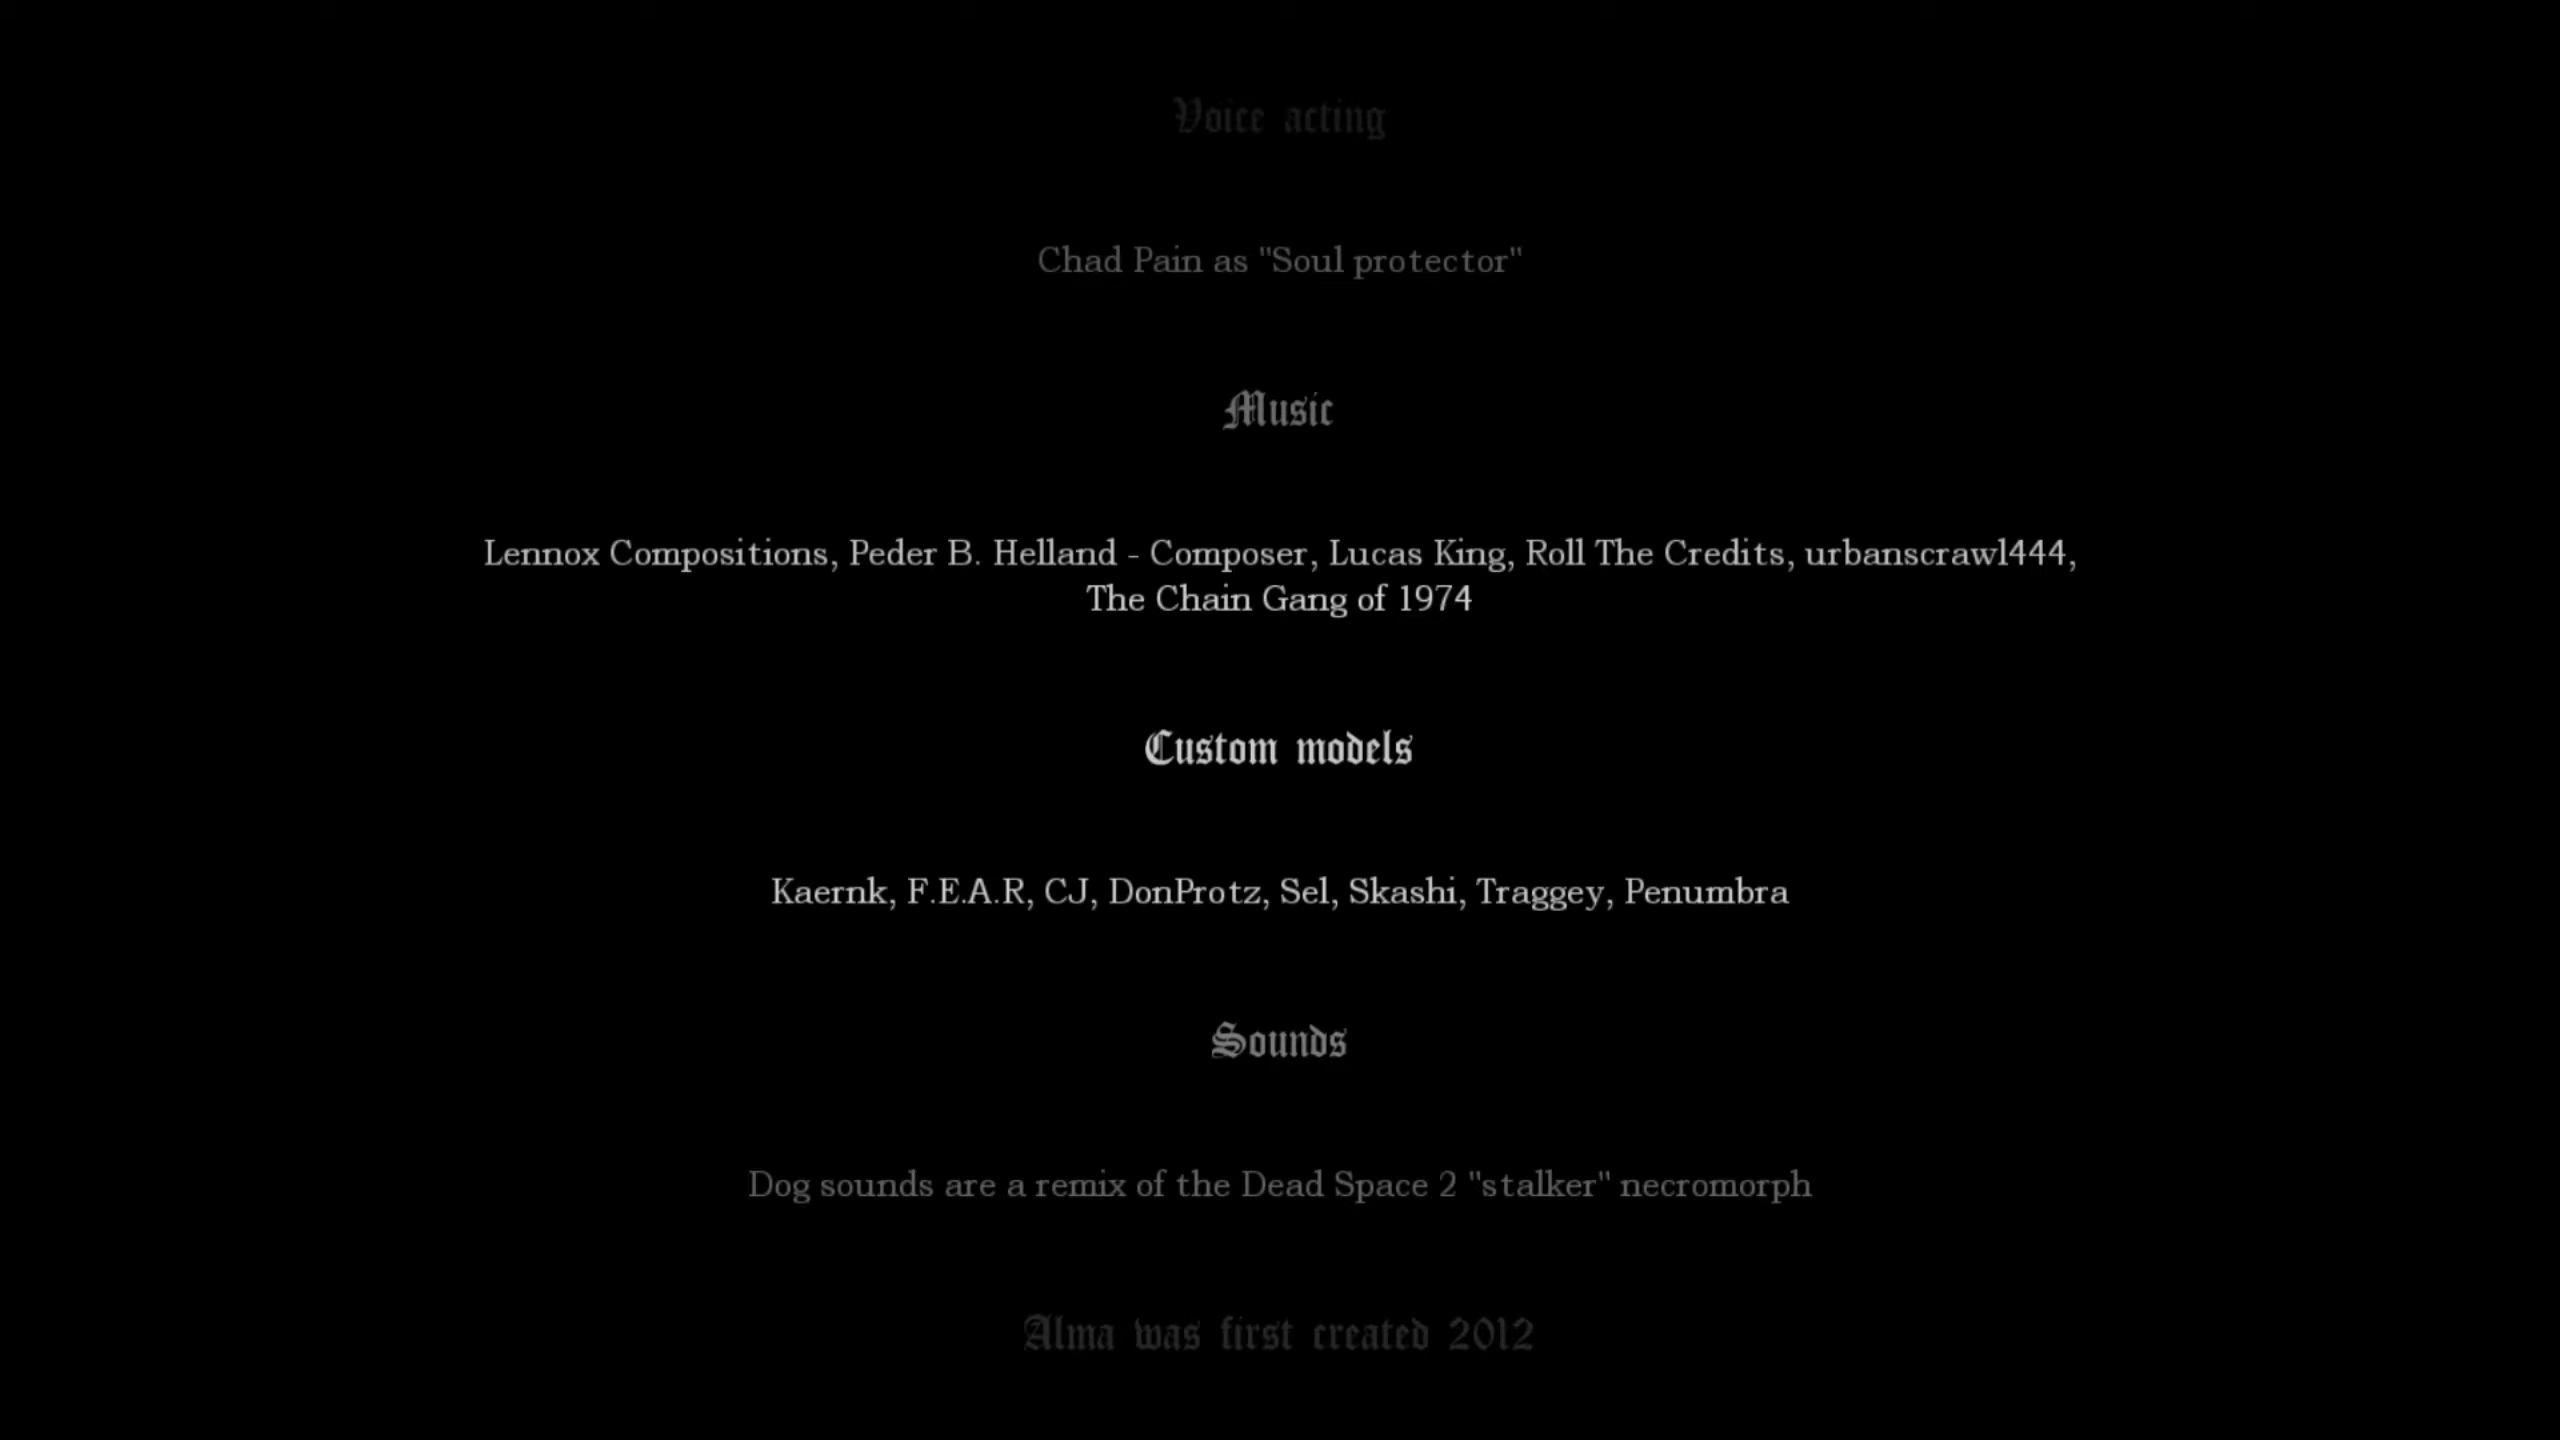 Voice acting
Chad Pain as "Soul protector"
Music
Lennox Compositions, Peder B. Helland - Composer, Lucas King, Roll The Credits, urbanscrawl444,
The Chain Gang of 1974
Custom models
Kaernk, F.E.A.R, CJ, DonProtz, Sel, Skashi, Traggey, Penumbra
Sounds
Dog sounds are a remix of the Dead Space 2 "stalker" necromorph
Alma was first created 2012